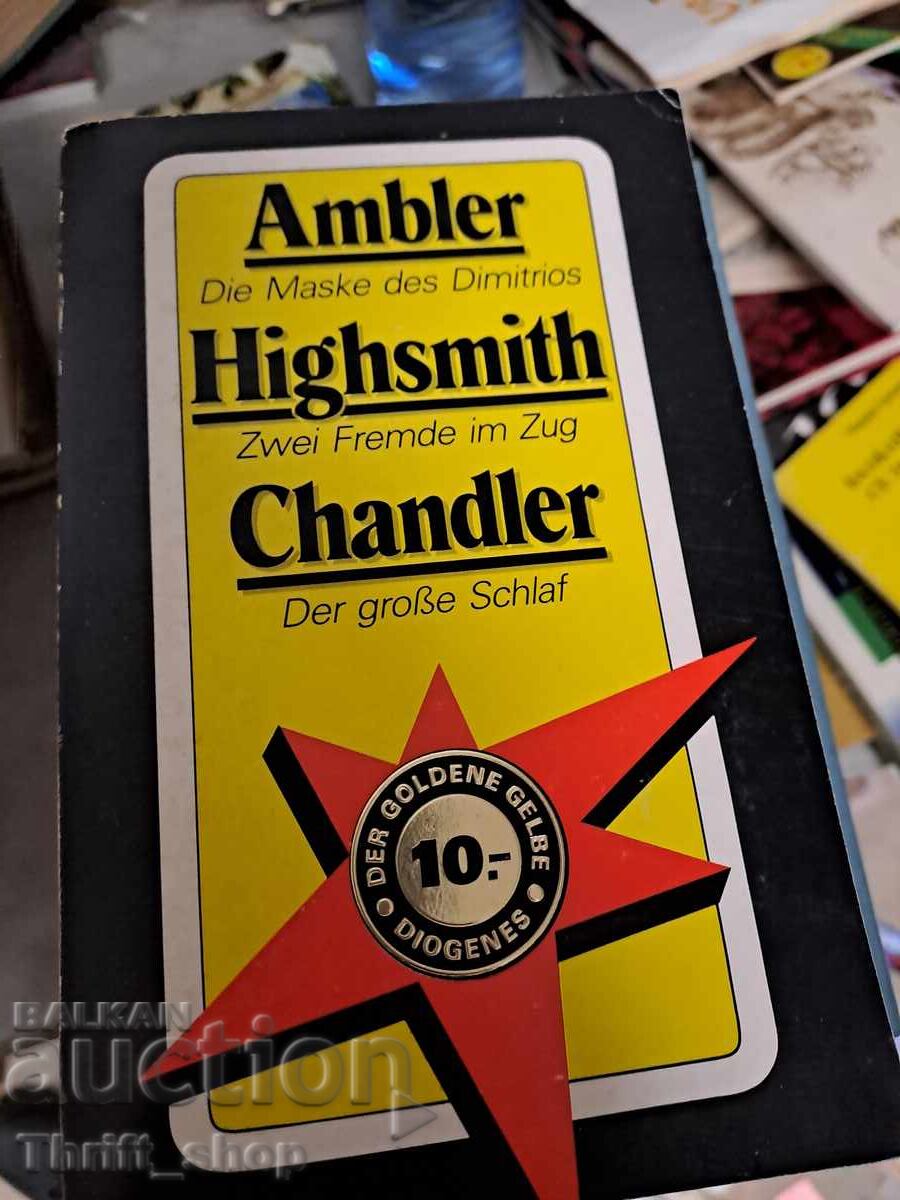 Ambler
Die Maske des Dimitrios
Highsmith
Zwei Fremde im Zug
Chandler
Der große Schlaf
DER GOLDENE GELBE
10.-
DIOGENES
BALKAN
auction
Thrift_shop